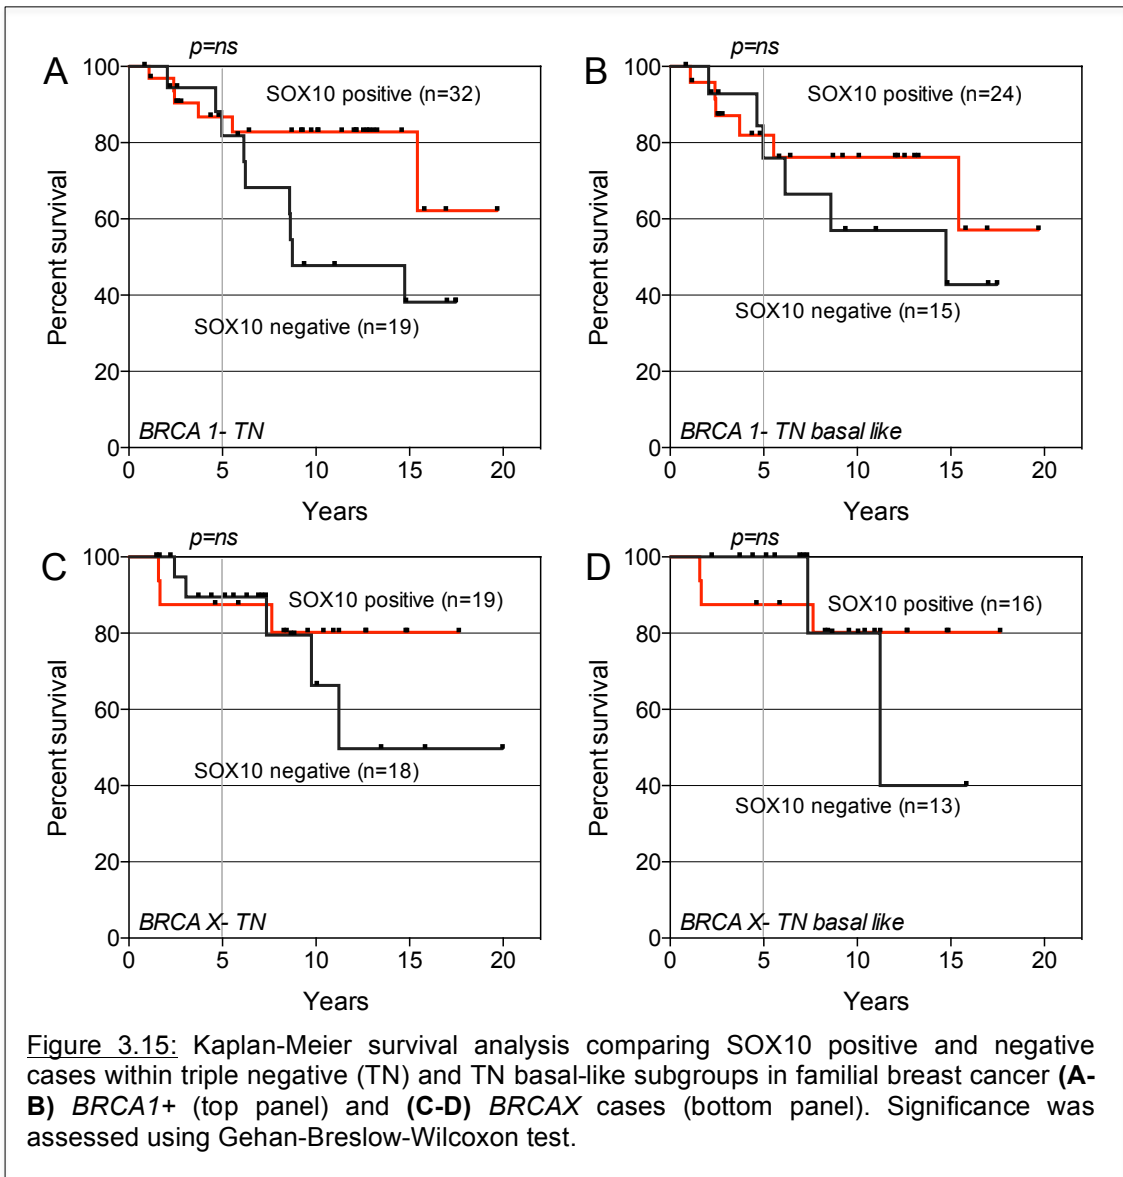 A
p=ns
100
80
60
40
20
0
Percent survival
SOX10 positive (n=32)
SOX10 negative (n=19)
BRCA 1- TN
0 5 10 15 20
Years
B
p=ns
100
80
60
40
20
0
Percent survival
SOX10 positive (n=24)
SOX10 negative (n=15)
BRCA 1- TN basal like
0 5 10 15 20
Years
C
p=ns
100
80
60
40
20
0
Percent survival
SOX10 positive (n=19)
SOX10 negative (n=18)
BRCA X- TN
0 5 10 15 20
Years
D
p=ns
100
80
60
40
20
0
Percent survival
SOX10 positive (n=16)
SOX10 negative (n=13)
BRCA X- TN basal like
0 5 10 15 20
Years
Figure 3.15: Kaplan-Meier survival analysis comparing SOX10 positive and negative
cases within triple negative (TN) and TN basal-like subgroups in familial breast cancer (A-
B) BRCA1+ (top panel) and (C-D) BRCAX cases (bottom panel). Significance was
assessed using Gehan-Breslow-Wilcoxon test.